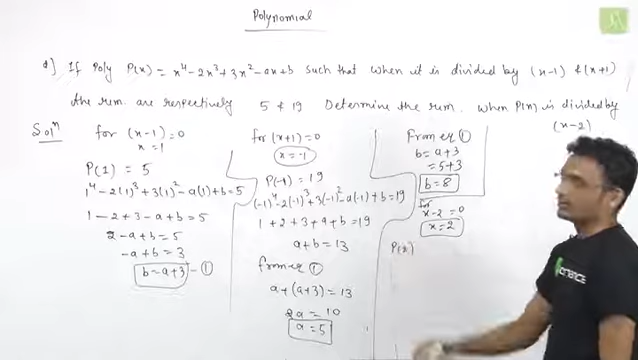 Polynomial
Q] If Poly P(x) = x⁴ - 2x³ + 3x² - ax + b such that when it is divided by (x-1) & (x+1)
the rem. are respectively 5 & 19 Determine the rem. when P(x) is divided by
(x-2)
Solⁿ
for (x-1) = 0
x = 1
P(1) = 5
1⁴ - 2(1)³ + 3(1)² - a(1) + b = 5
1 - 2 + 3 - a + b = 5
2 - a + b = 5
-a + b = 3
b = a+3 - ①
for (x+1) = 0
x = -1
P(-1) = 19
(-1)⁴ - 2(-1)³ + 3(-1)² - a(-1) + b = 19
1 + 2 + 3 + a + b = 19
a + b = 13
from eq ①
a + (a+3) = 13
2a = 10
a = 5
From eq ①
b = a+3
= 5+3
b = 8
for
x - 2 = 0
x = 2
P(x)